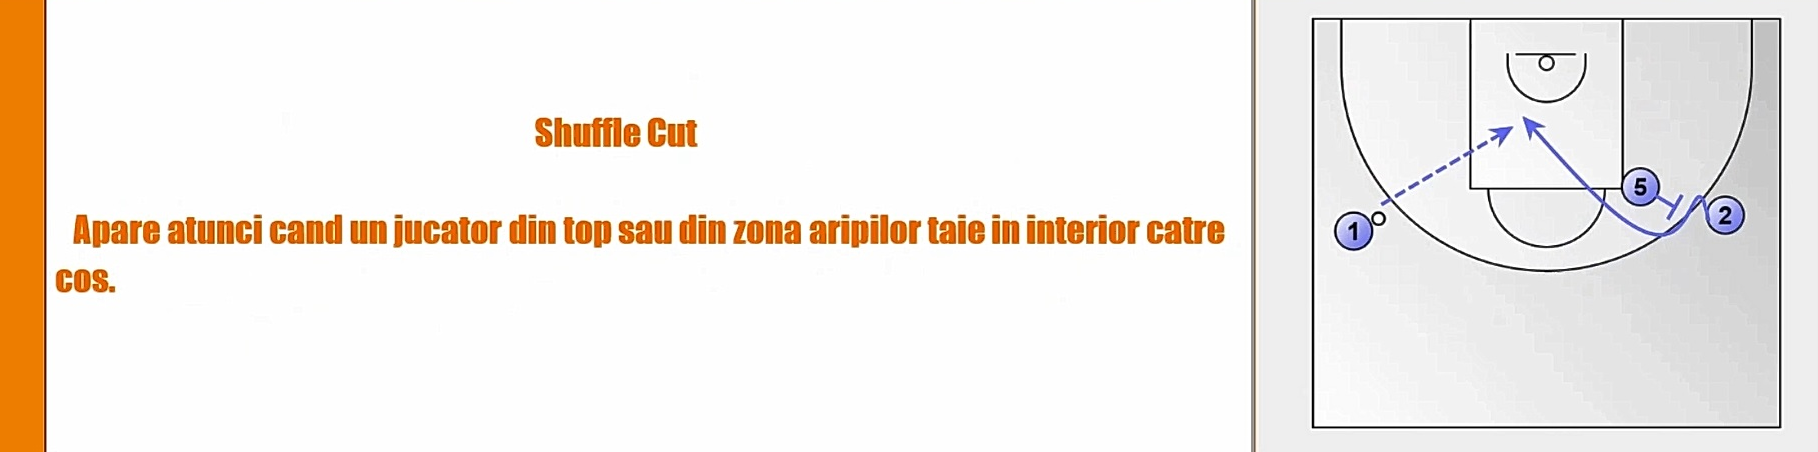 Shuffle Cut
Apare atunci cand un jucator din top sau din zona aripilor taie in interior catre
cos.
5
2
1